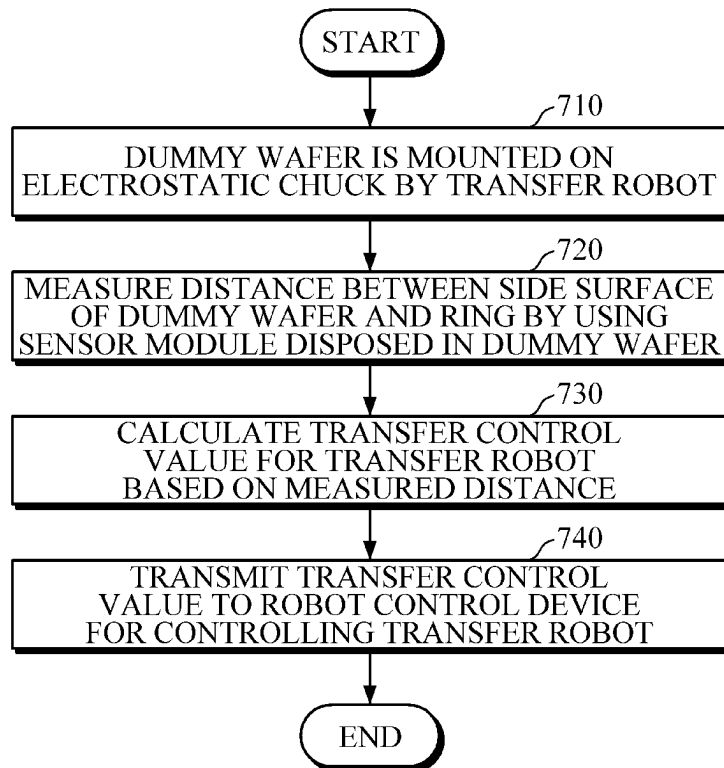 START
710
DUMMY WAFER IS MOUNTED ON
ELECTROSTATIC CHUCK BY TRANSFER ROBOT
720
MEASURE DISTANCE BETWEEN SIDE SURFACE
OF DUMMY WAFER AND RING BY USING
SENSOR MODULE DISPOSED IN DUMMY WAFER
730
CALCULATE TRANSFER CONTROL
VALUE FOR TRANSFER ROBOT
BASED ON MEASURED DISTANCE
740
TRANSMIT TRANSFER CONTROL
VALUE TO ROBOT CONTROL DEVICE
FOR CONTROLLING TRANSFER ROBOT
END